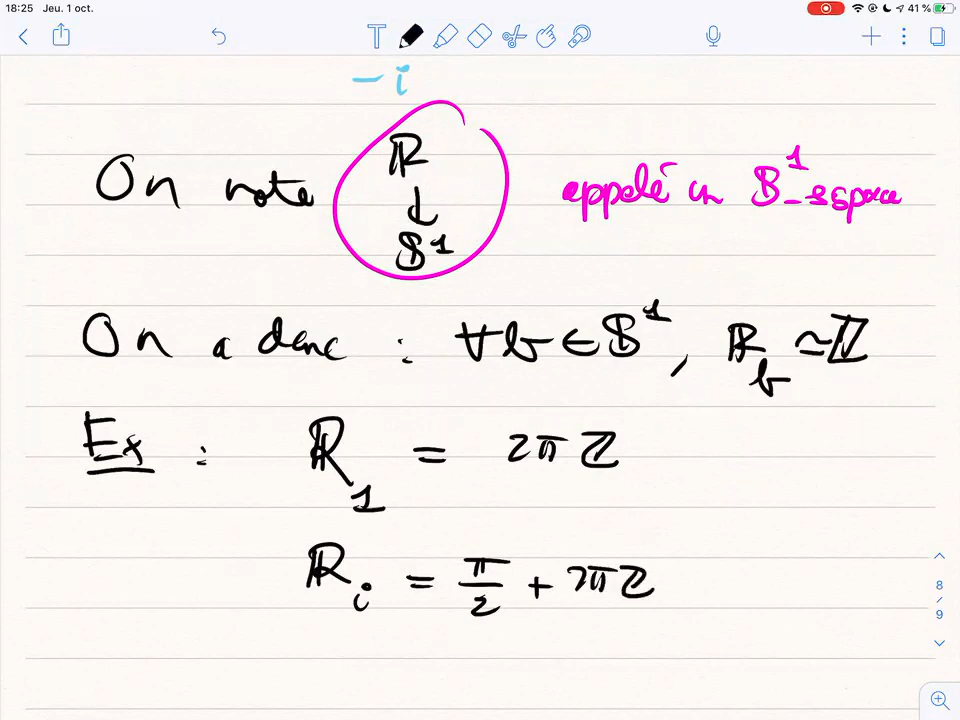 18:25 Jeu. 1 oct. 41 %
T
-i
On note ℝ ↓ 𝕊¹ appelé un 𝕊¹-espace
On a donc : ∀b ∈ 𝕊¹, ℝ_b ≃ ℤ
Ex : ℝ_1 = 2πℤ
ℝ_i = π/2 + 2πℤ
8
/
9